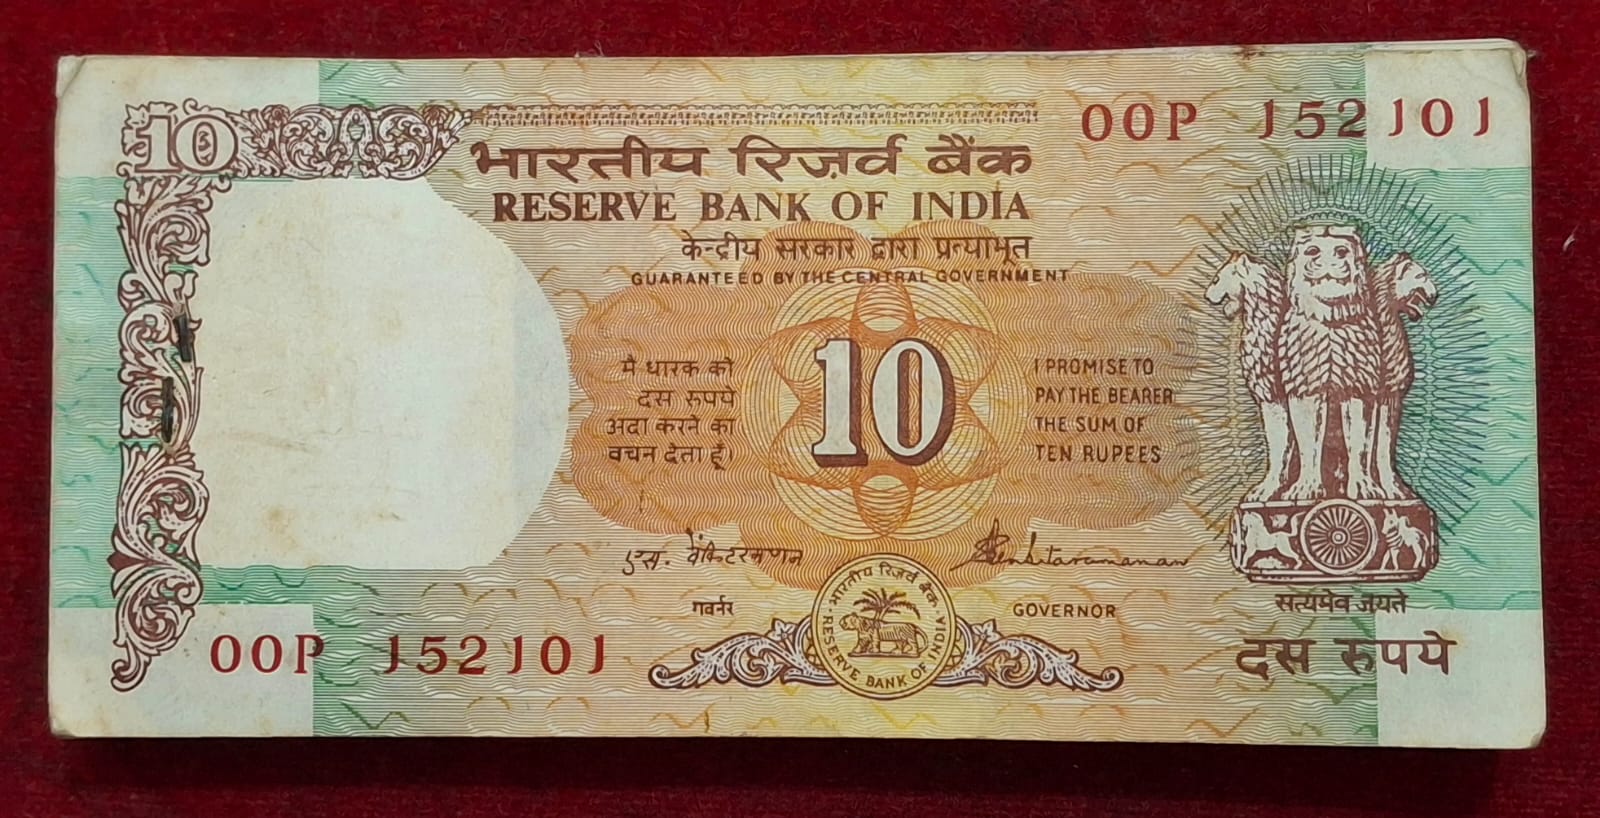 10
00P 152101
भारतीय रिज़र्व बैंक
RESERVE BANK OF INDIA
केन्द्रीय सरकार द्वारा प्रत्याभूत
GUARANTEED BY THE CENTRAL GOVERNMENT
मैं धारक को
दस रुपये
अदा करने का
वचन देता हूँ।
10
I PROMISE TO
PAY THE BEARER
THE SUM OF
TEN RUPEES
एस. वेंकिटरमणन
S Venkitaramanan
गवर्नर
GOVERNOR
भारतीय रिज़र्व बैंक
RESERVE BANK OF INDIA
सत्यमेव जयते
दस रुपये
00P 152101